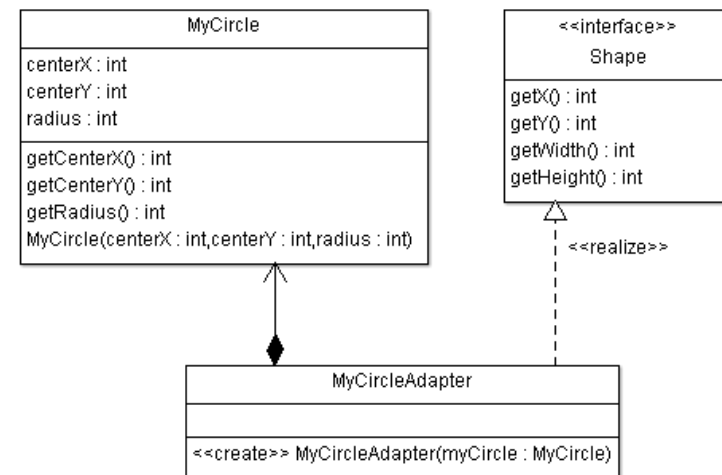 MyCircle
centerX : int
centerY : int
radius : int
getCenterX() : int
getCenterY() : int
getRadius() : int
MyCircle(centerX : int,centerY : int,radius : int)
<<interface>>
Shape
getX() : int
getY() : int
getWidth() : int
getHeight() : int
<<realize>>
MyCircleAdapter
<<create>> MyCircleAdapter(myCircle : MyCircle)